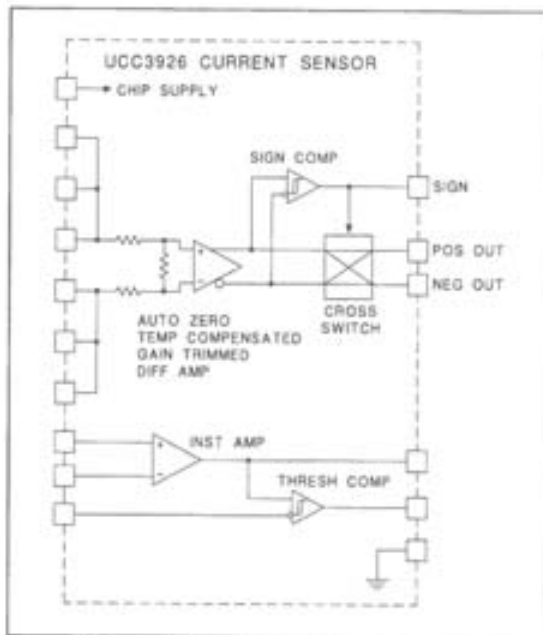 UCC3926 CURRENT SENSOR
CHIP SUPPLY
SIGN COMP
SIGN
POS OUT
NEG OUT
CROSS
SWITCH
AUTO ZERO
TEMP COMPENSATED
GAIN TRIMMED
DIFF AMP
INST AMP
THRESH COMP